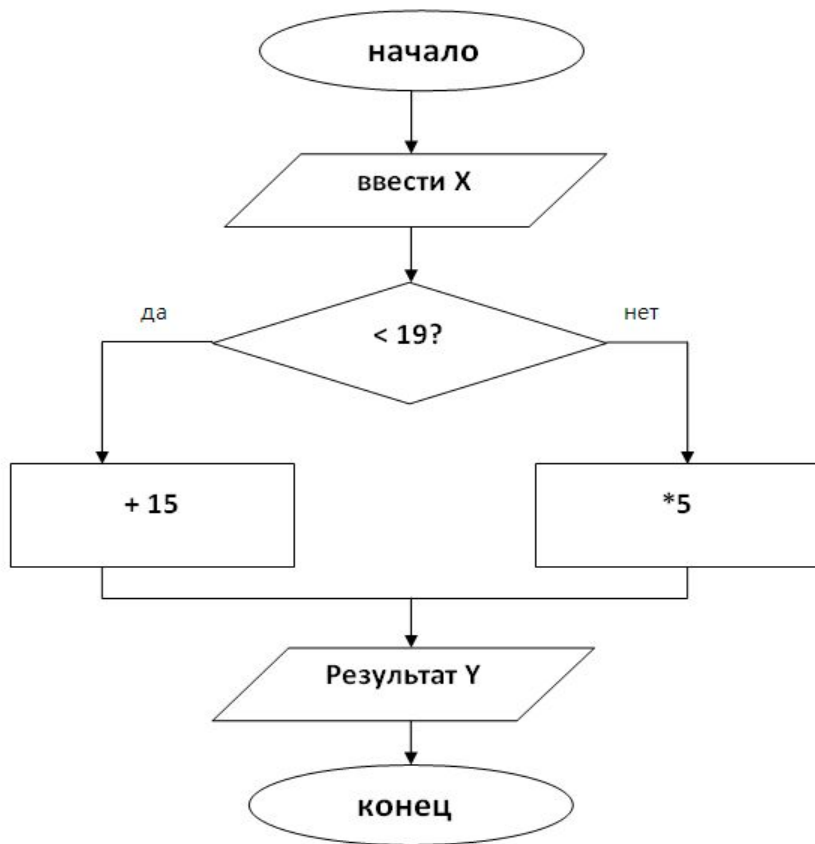 начало
ввести X
да
< 19?
нет
+ 15
*5
Результат Y
конец